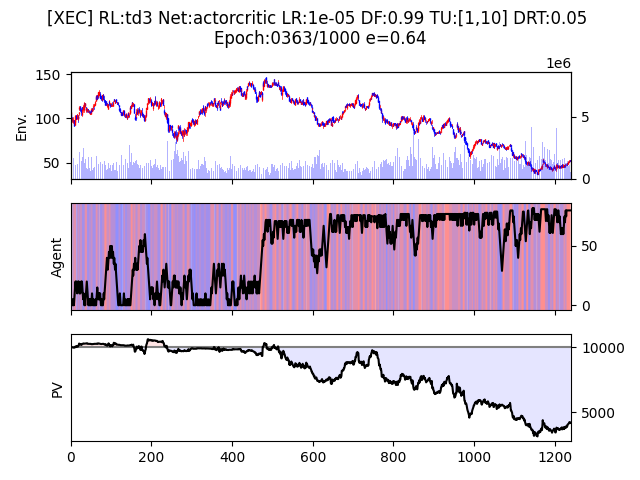 [XEC] RL:td3 Net:actorcritic LR:1e-05 DF:0.99 TU:[1,10] DRT:0.05
Epoch:0363/1000 e=0.64
1e6
150
100
50
Env.
5
0
Agent
50
0
PV
10000
5000
0 200 400 600 800 1000 1200